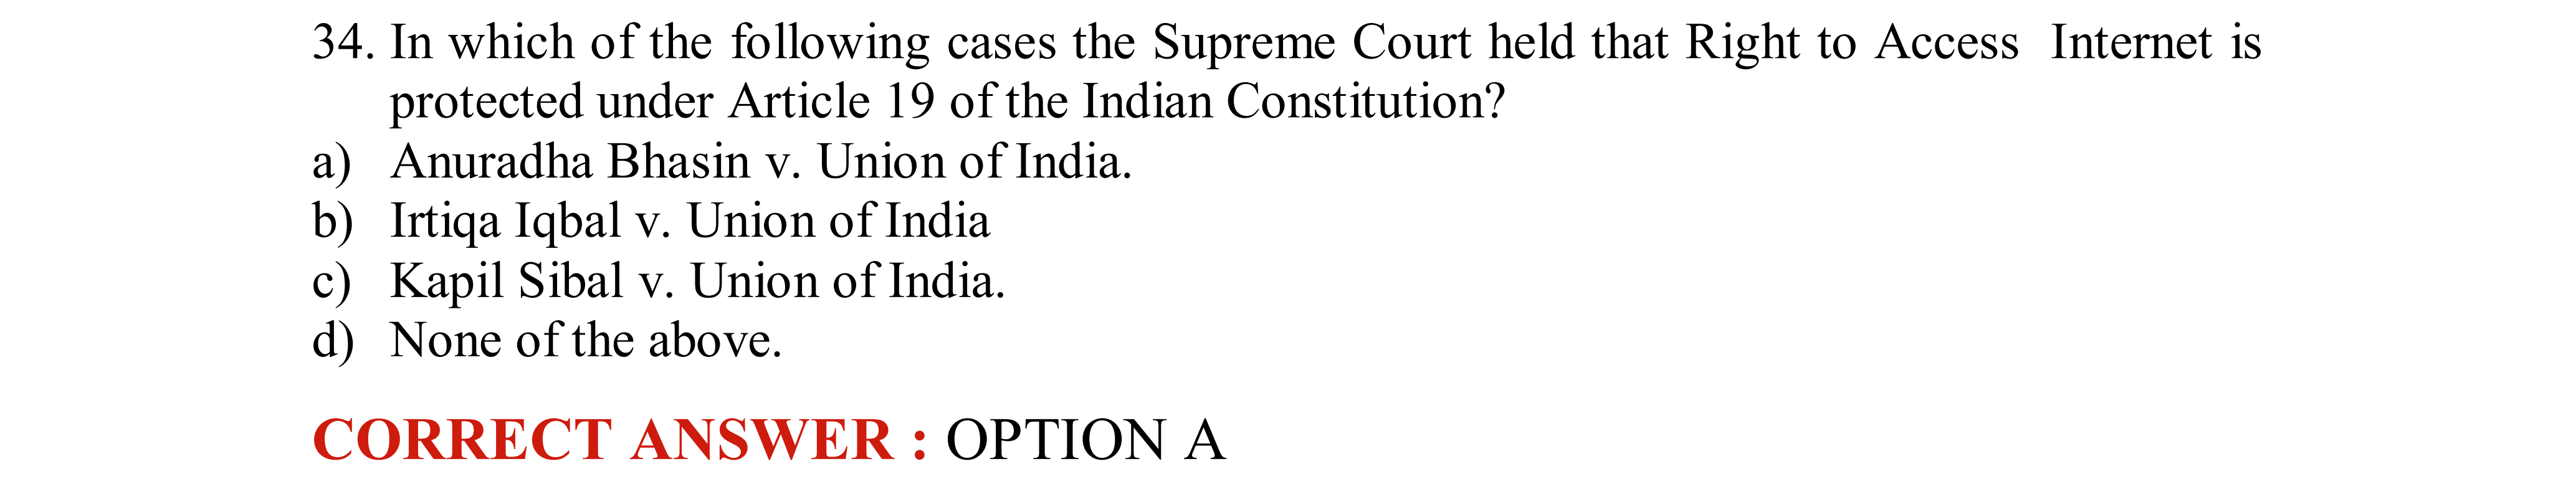 34. In which of the following cases the Supreme Court held that Right to Access Internet is
protected under Article 19 of the Indian Constitution?
a) Anuradha Bhasin v. Union of India.
b) Irtiqa Iqbal v. Union of India
c) Kapil Sibal v. Union of India.
d) None of the above.
CORRECT ANSWER : OPTION A